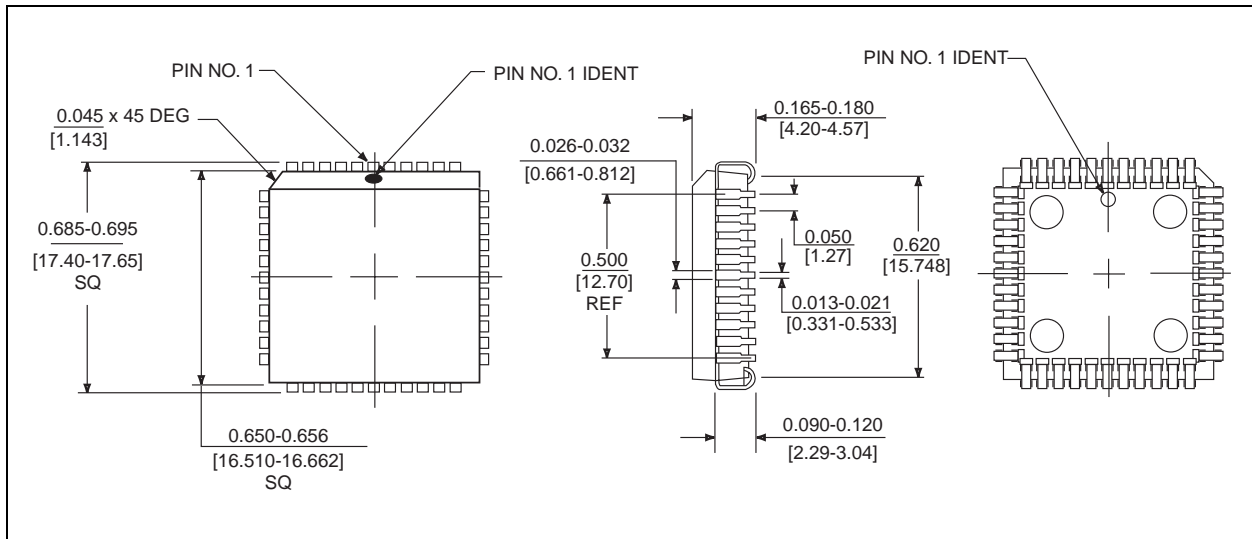 PIN NO. 1
PIN NO. 1 IDENT
0.045 x 45 DEG
[1.143]
0.685-0.695
[17.40-17.65]
SQ
0.650-0.656
[16.510-16.662]
SQ
0.165-0.180
[4.20-4.57]
0.026-0.032
[0.661-0.812]
0.500
[12.70]
REF
0.050
[1.27]
0.013-0.021
[0.331-0.533]
0.620
[15.748]
0.090-0.120
[2.29-3.04]
PIN NO. 1 IDENT